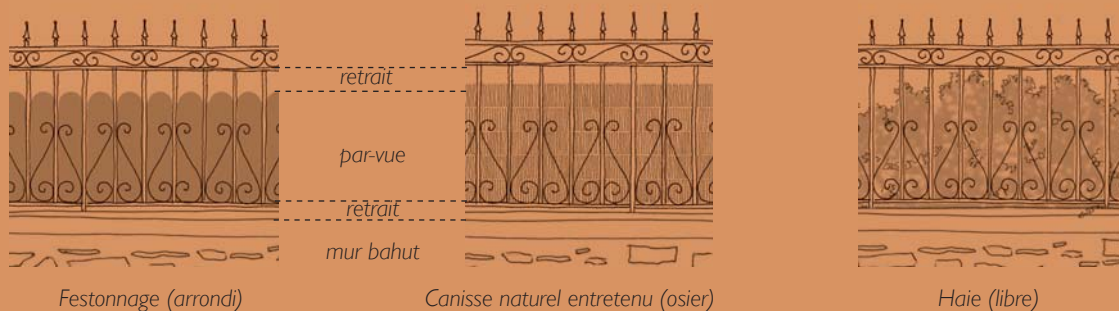 retrait
par-vue
retrait
mur bahut
Festonnage (arrondi)
Canisse naturel entretenu (osier)
Haie (libre)